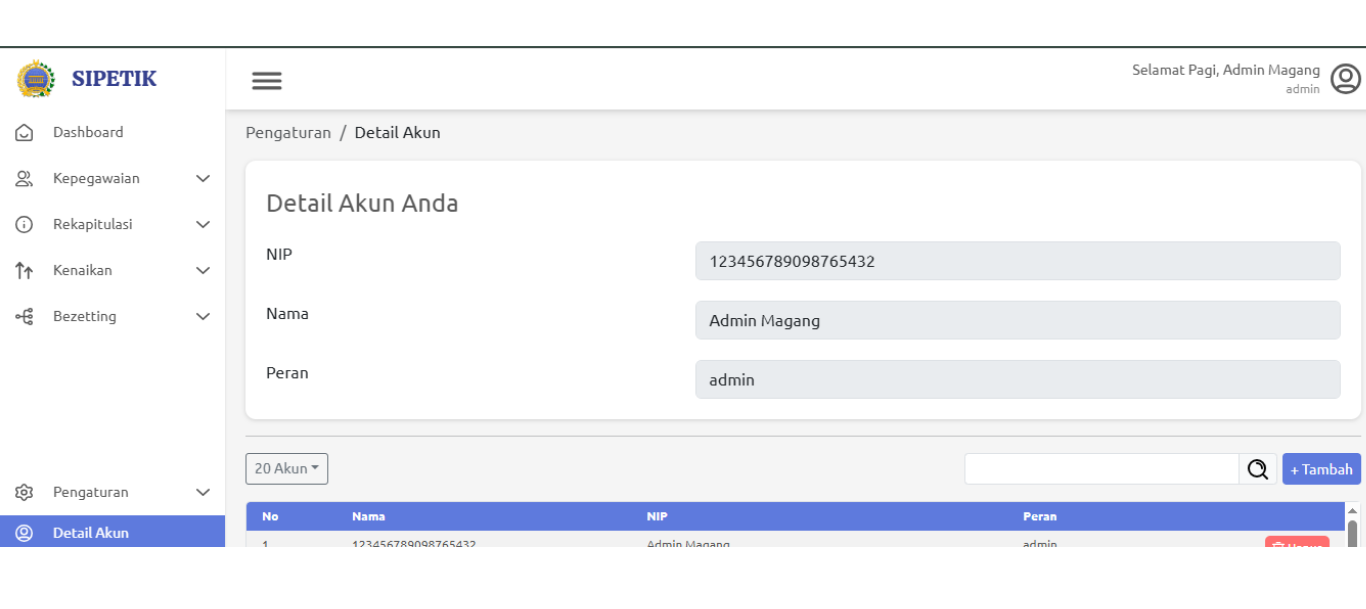 SIPETIK
Selamat Pagi, Admin Magang
admin
Dashboard
Kepegawaian
Rekapitulasi
Kenaikan
Bezetting
Pengaturan
Detail Akun
Pengaturan / Detail Akun
Detail Akun Anda
NIP
123456789098765432
Nama
Admin Magang
Peran
admin
20 Akun
+ Tambah
No Nama NIP Peran
1 123456789098765432 Admin Magang admin